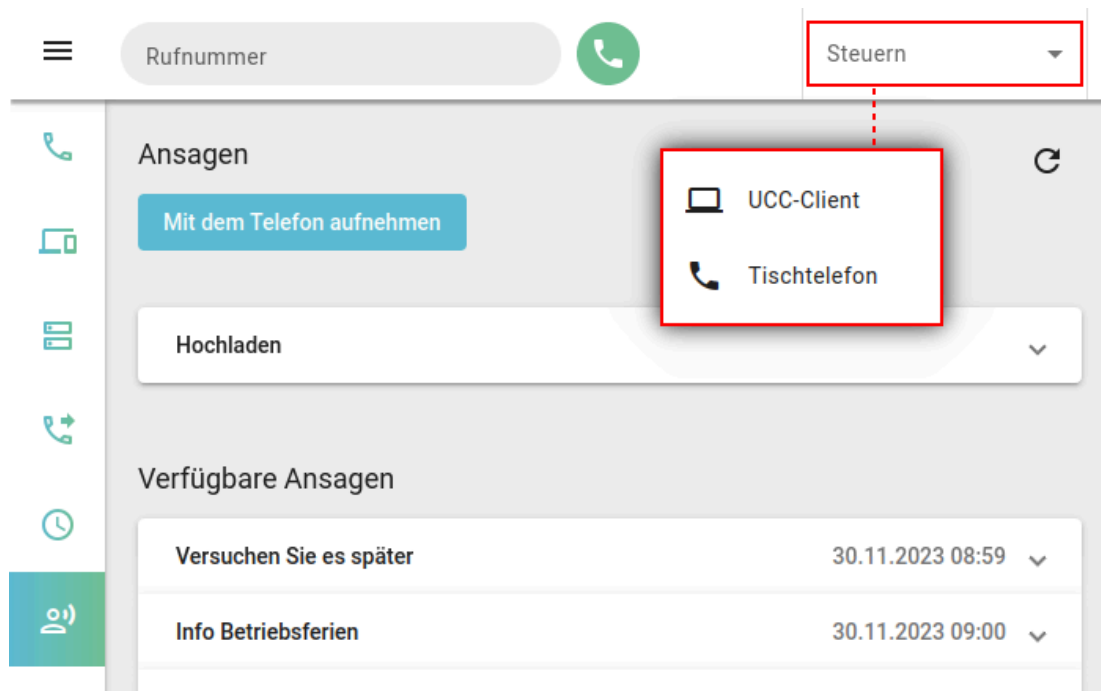 Rufnummer
Steuern
Ansagen
Mit dem Telefon aufnehmen
UCC-Client
Tischtelefon
Hochladen
Verfügbare Ansagen
Versuchen Sie es später 30.11.2023 08:59
Info Betriebsferien 30.11.2023 09:00